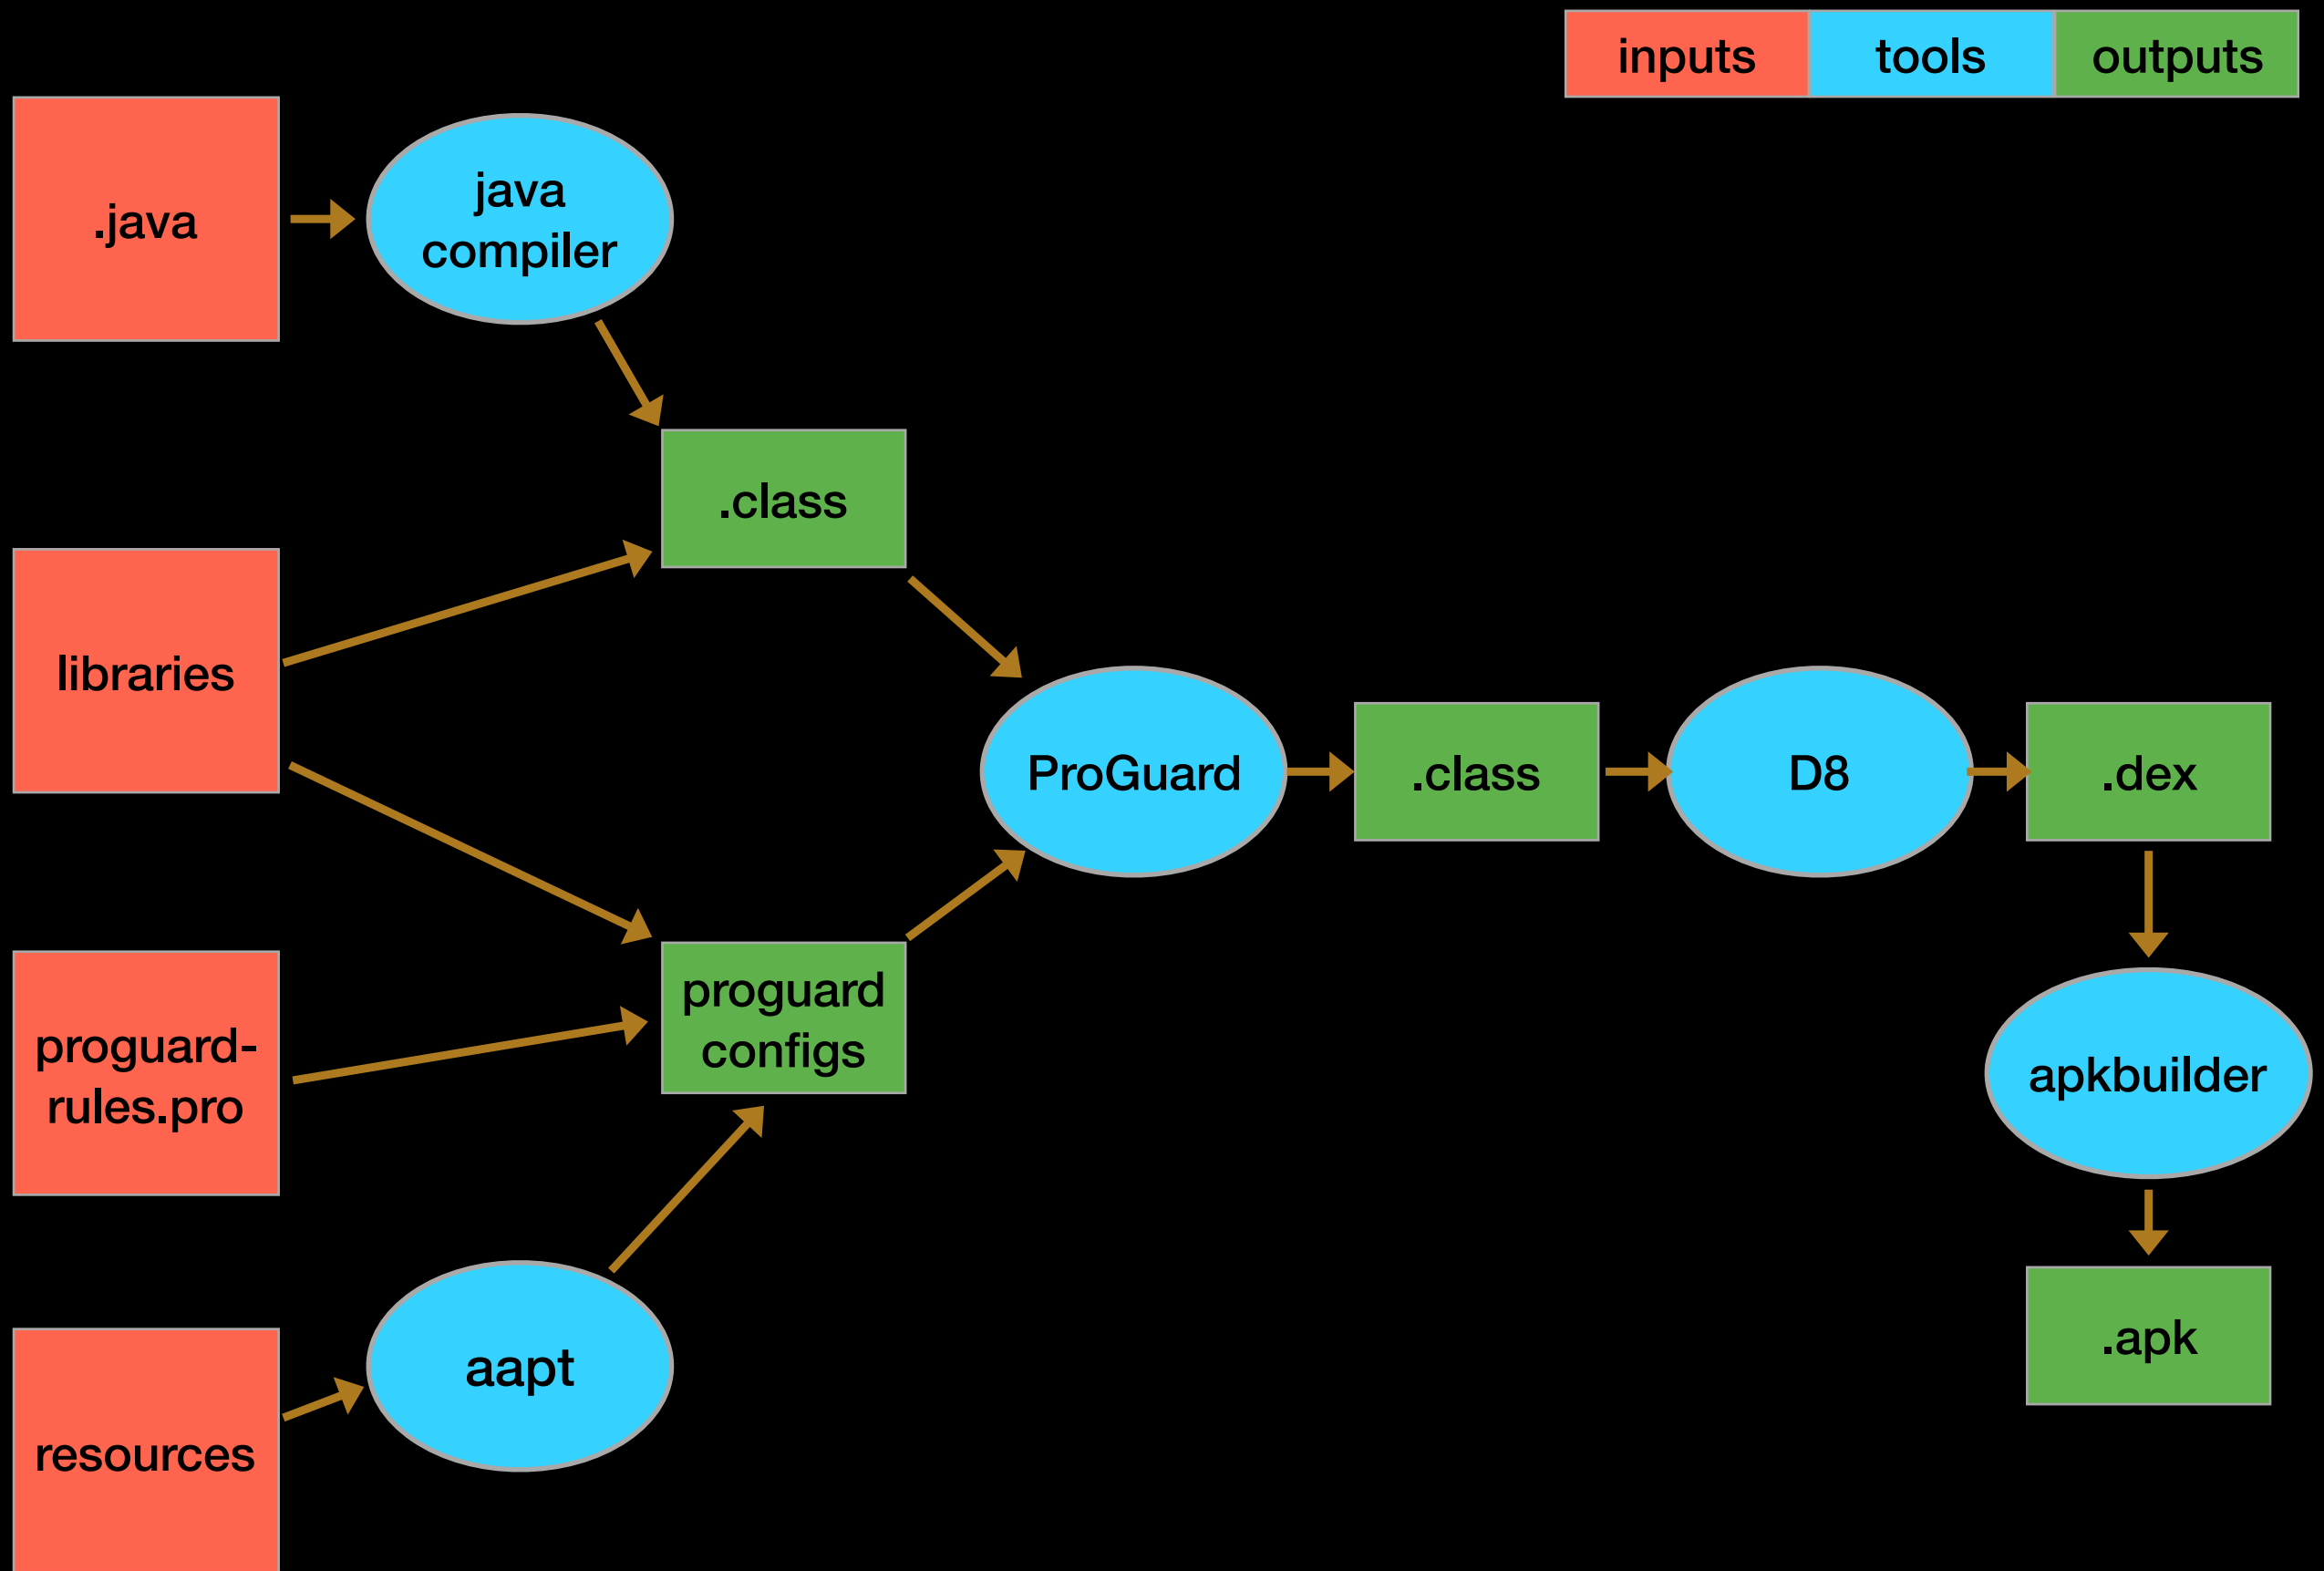 inputs
tools
outputs
.java
java
compiler
.class
libraries
ProGuard
.class
D8
.dex
proguard-
rules.pro
proguard
configs
apkbuilder
aapt
.apk
resources